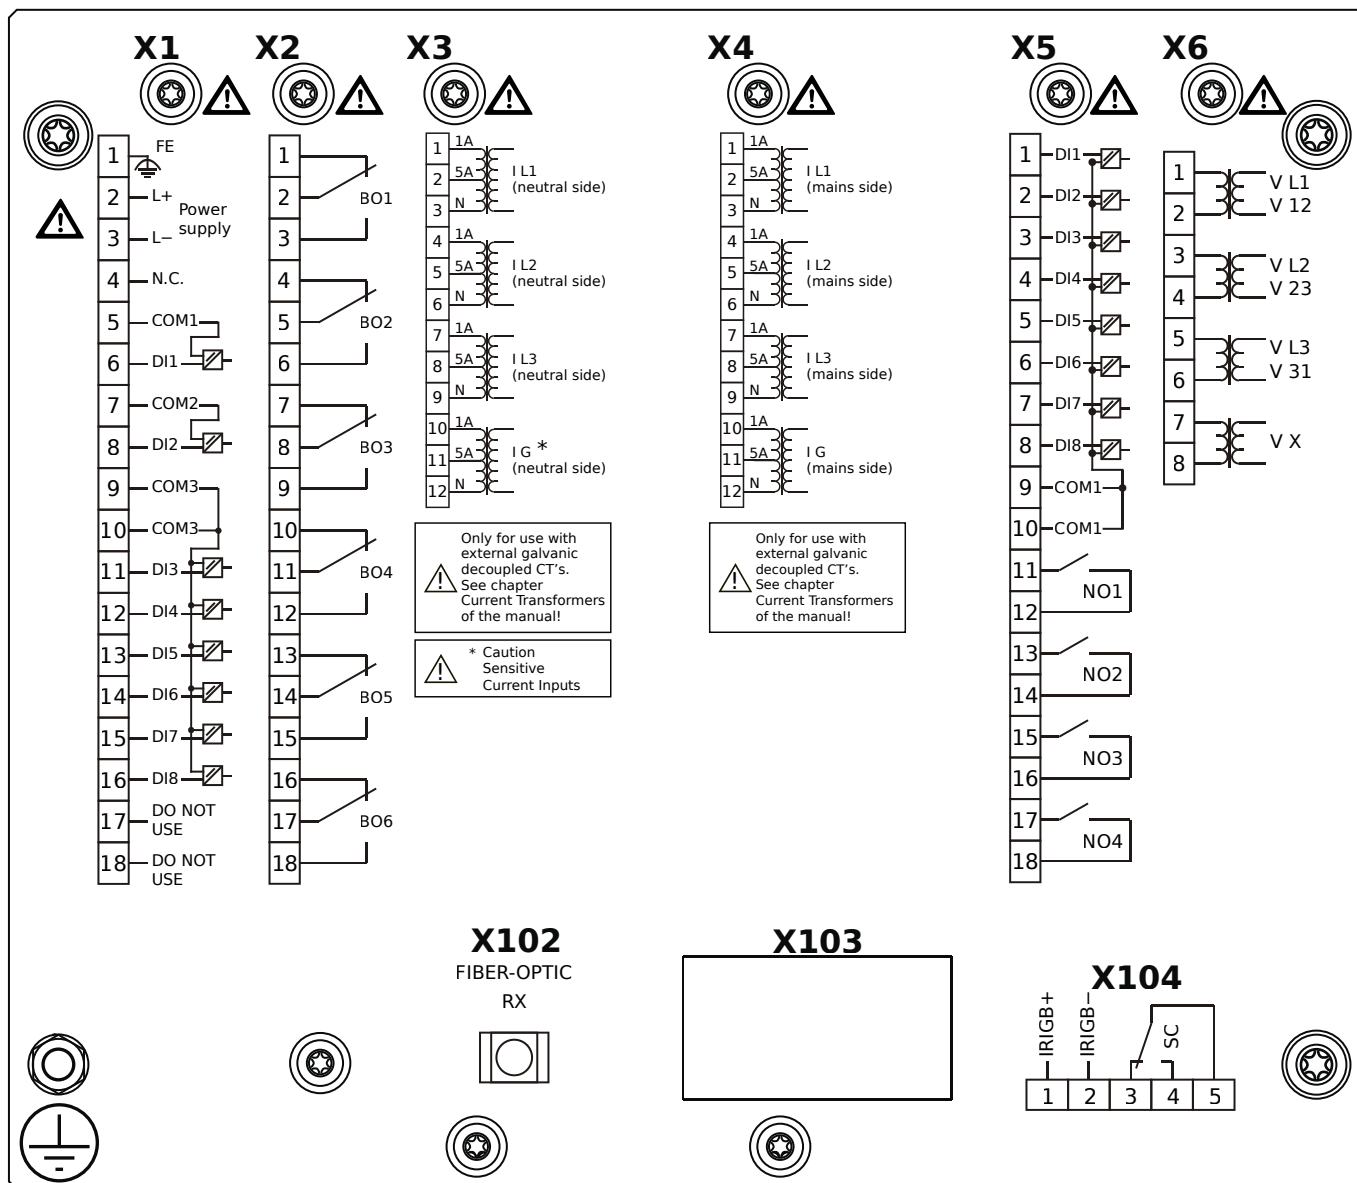 X1
X2
X3
X4
X5
X6
1
FE
2
L+
Power
supply
3
L−
4
N.C.
5
COM1
6
DI1
7
COM2
8
DI2
9
COM3
10
COM3
11
DI3
12
DI4
13
DI5
14
DI6
15
DI7
16
DI8
17
DO NOT
USE
18
DO NOT
USE
1
2
BO1
3
4
5
BO2
6
7
8
BO3
9
10
11
BO4
12
13
14
BO5
15
16
17
BO6
18
1
1A
2
5A
I L1
(neutral side)
3
N
4
1A
5
5A
I L2
(neutral side)
6
N
7
1A
8
5A
I L3
(neutral side)
9
N
10
1A
11
5A
I G *
(neutral side)
12
N
Only for use with
external galvanic
decoupled CT's.
See chapter
Current Transformers
of the manual!
* Caution
Sensitive
Current Inputs
1
1A
2
5A
I L1
(mains side)
3
N
4
1A
5
5A
I L2
(mains side)
6
N
7
1A
8
5A
I L3
(mains side)
9
N
10
1A
11
5A
I G
(mains side)
12
N
Only for use with
external galvanic
decoupled CT's.
See chapter
Current Transformers
of the manual!
1
DI1
2
DI2
3
DI3
4
DI4
5
DI5
6
DI6
7
DI7
8
DI8
9
COM1
10
COM1
11
NO1
12
13
NO2
14
15
NO3
16
17
NO4
18
1
V L1
2
V 12
3
V L2
4
V 23
5
V L3
6
V 31
7
V X
8
X102
FIBER-OPTIC
RX
X103
X104
IRIGB+
IRIGB−
SC
1
2
3
4
5